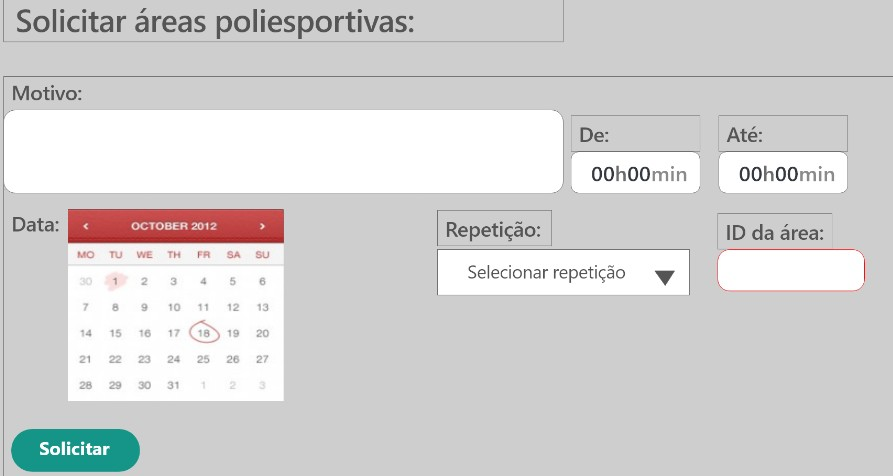 Solicitar áreas poliesportivas:
Motivo:
De:
Até:
00h00min
00h00min
Data:
< OCTOBER 2012 >
MO TU WE TH FR SA SU
30 1 2 3 4 5 6
7 8 9 10 11 12 13
14 15 16 17 18 19 20
21 22 23 24 25 26 27
28 29 30 31 1 2 3
Repetição:
Selecionar repetição
ID da área:
Solicitar